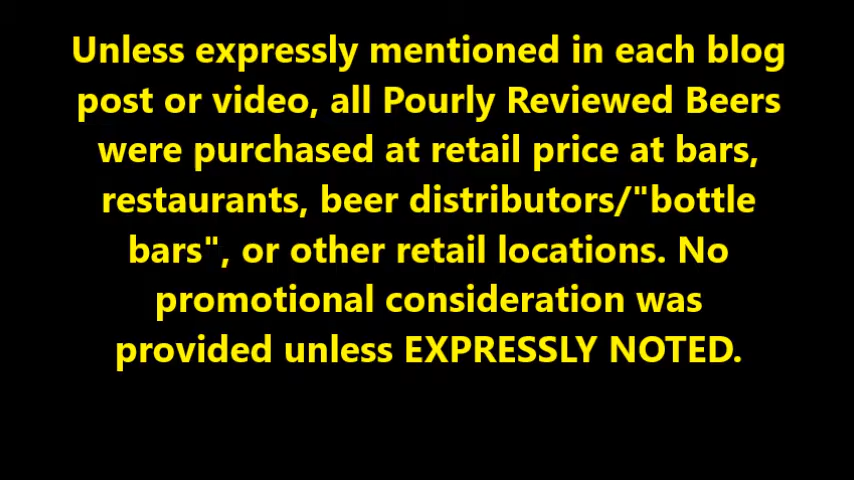 Unless expressly mentioned in each blog
post or video, all Pourly Reviewed Beers
were purchased at retail price at bars,
restaurants, beer distributors/"bottle
bars", or other retail locations. No
promotional consideration was
provided unless EXPRESSLY NOTED.